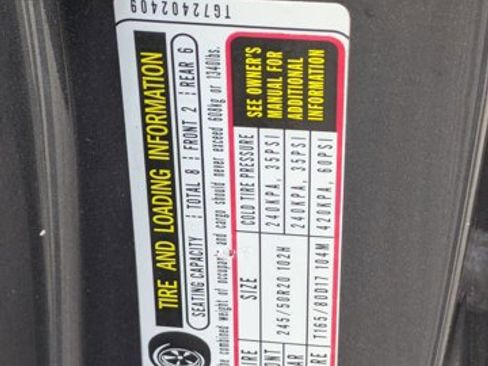 TG72402409
TIRE AND LOADING INFORMATION
SEATING CAPACITY TOTAL 8 FRONT 2 REAR 6
combined weight of and cargo should never exceed 608kg or 1340lbs.
SIZE COLD TIRE PRESSURE
245/50R20 102H 240KPA, 35PSI
240KPA, 35PSI
T165/80D17 104M 420KPA, 60PSI
SEE OWNER'S
MANUAL FOR
ADDITIONAL
INFORMATION